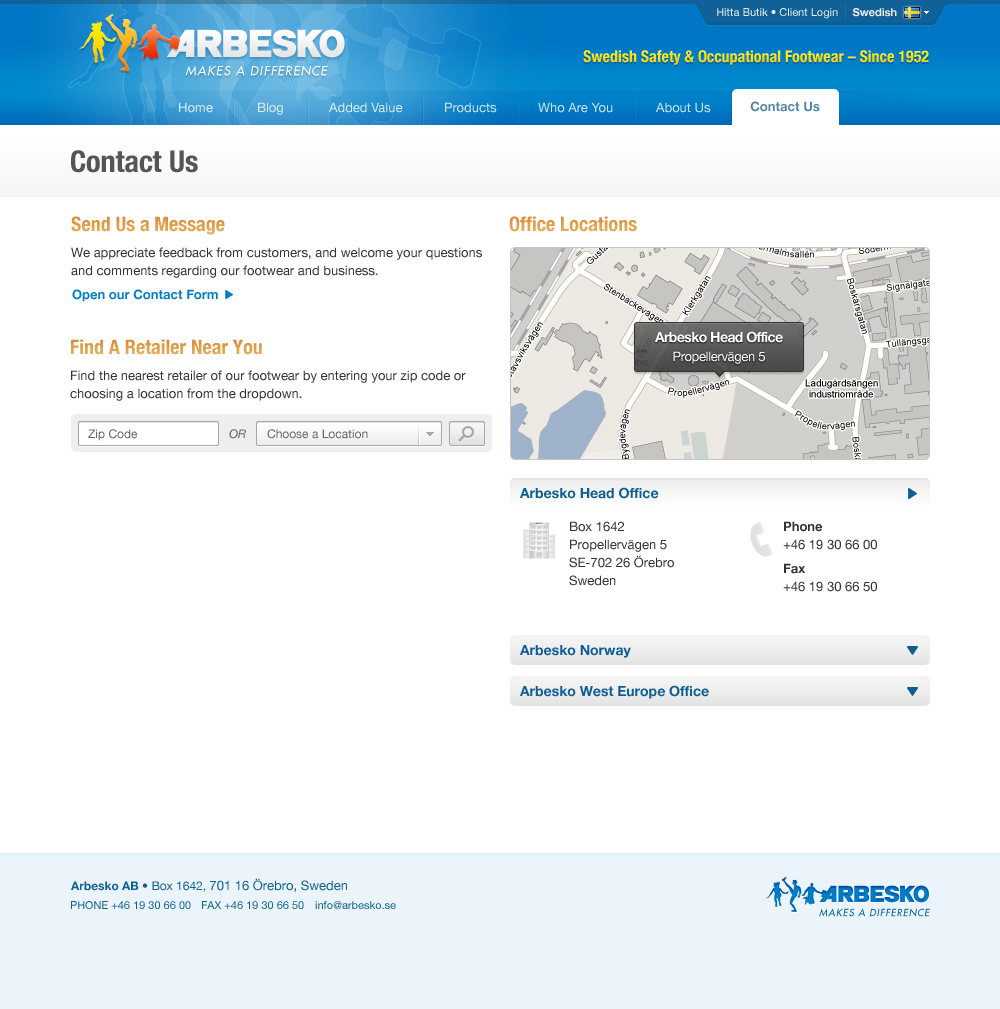 Hitta Butik • Client Login Swedish
ARBESKO
MAKES A DIFFERENCE
Swedish Safety & Occupational Footwear – Since 1952
Home Blog Added Value Products Who Are You About Us Contact Us
Contact Us
Send Us a Message
We appreciate feedback from customers, and welcome your questions
and comments regarding our footwear and business.
Open our Contact Form
Find A Retailer Near You
Find the nearest retailer of our footwear by entering your zip code or
choosing a location from the dropdown.
Zip Code OR Choose a Location
Office Locations
Stenbackevägen
Klerkgatan
Boskärsgatan
Signalgata
Arbesko Head Office
Propellervägen 5
Propellervägen
Ladugårdsängen
industriområde
Propellervägen
Arbesko Head Office
Box 1642
Propellervägen 5
SE-702 26 Örebro
Sweden
Phone
+46 19 30 66 00
Fax
+46 19 30 66 50
Arbesko Norway
Arbesko West Europe Office
Arbesko AB • Box 1642, 701 16 Örebro, Sweden
PHONE +46 19 30 66 00 FAX +46 19 30 66 50 info@arbesko.se
ARBESKO
MAKES A DIFFERENCE